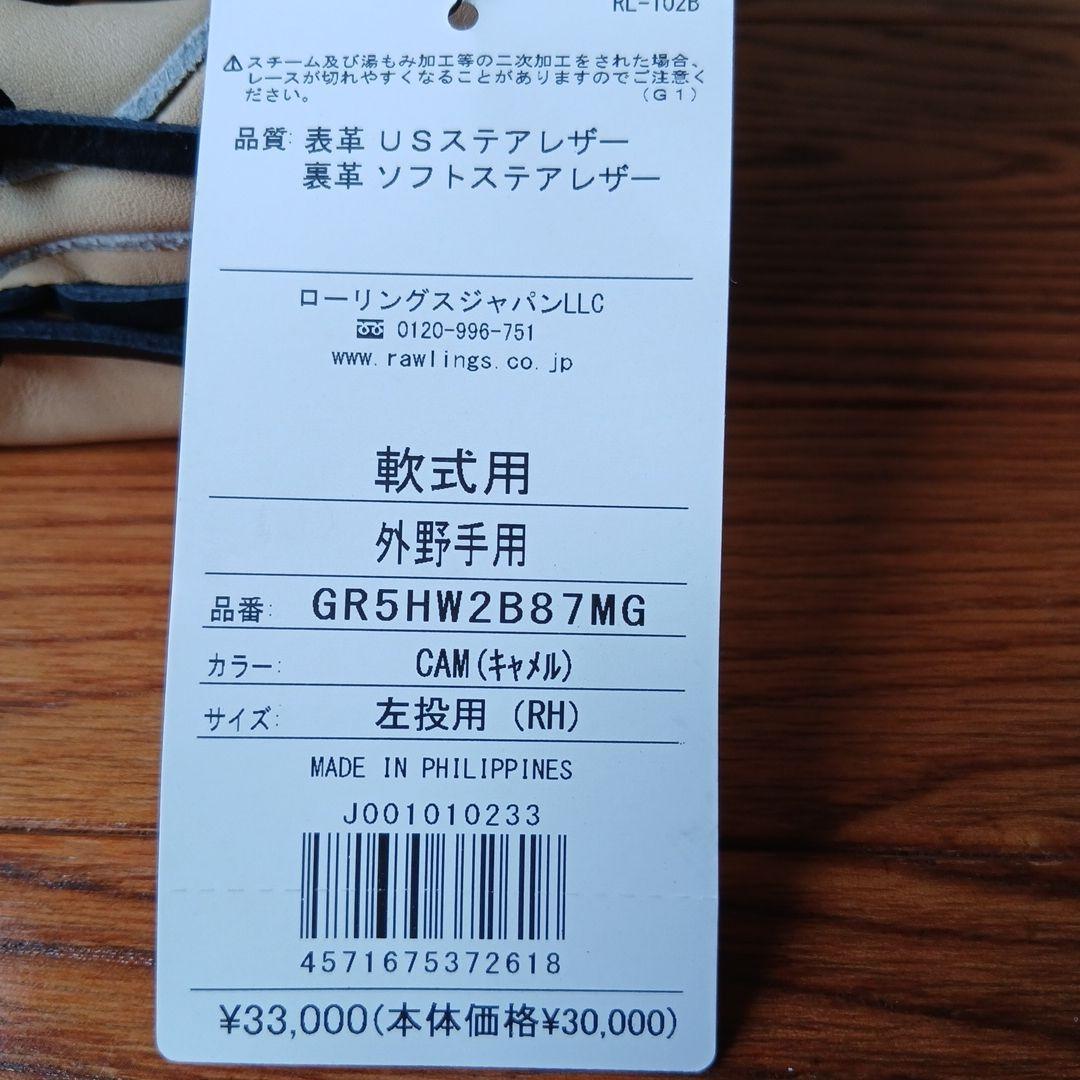 RL-102B
⚠スチーム及び湯もみ加工等の二次加工をされた場合、
レースが切れやすくなることがありますのでご注意く
ださい。 (G1)
品質: 表革 USステアレザー
裏革 ソフトステアレザー
ローリングスジャパンLLC
0120-996-751
www.rawlings.co.jp
軟式用
外野手用
品番: GR5HW2B87MG
カラー: CAM(キャメル)
サイズ: 左投用 (RH)
MADE IN PHILIPPINES
J001010233
4571675372618
¥33,000(本体価格¥30,000)